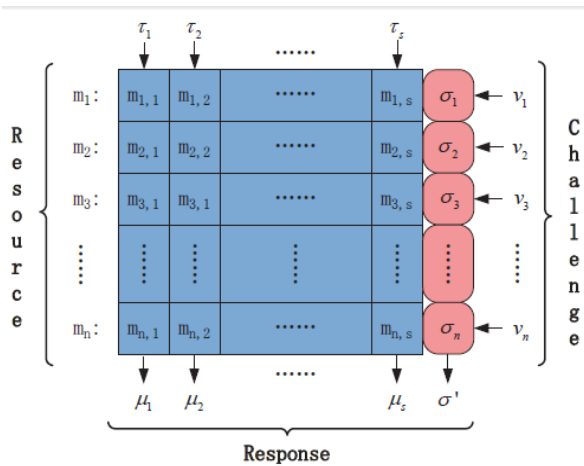 τ₁ τ₂ …… τₛ
m₁: m₁,₁ m₁,₂ …… m₁,ₛ σ₁ v₁
m₂: m₂,₁ m₂,₂ m₂,ₛ σ₂ v₂
m₃: m₃,₁ m₃,₁ m₃,ₛ σ₃ v₃
…… …… …… …… …… …… ……
mₙ: mₙ,₁ mₙ,₂ …… mₙ,ₛ σₙ vₙ
μ₁ μ₂ …… μₛ σ'
Resource
Challenge
Response